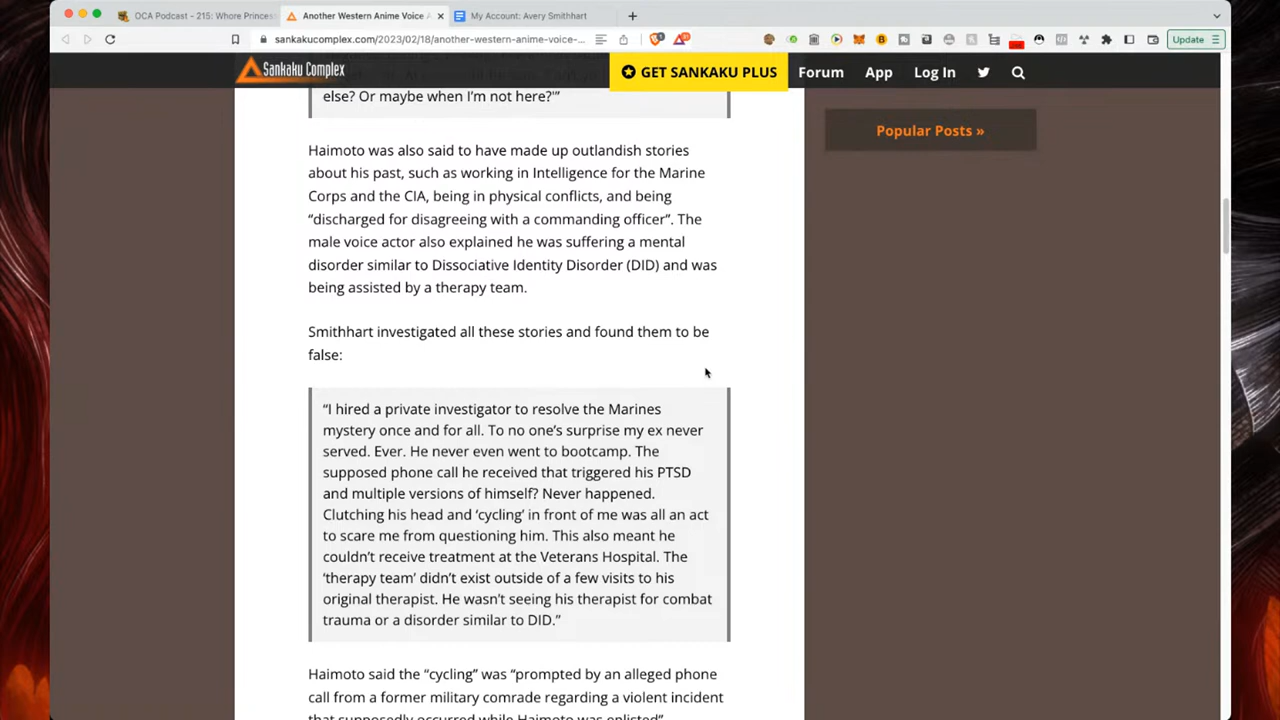 OCA Podcast - 215: Whore Princess
Another Western Anime Voice A
My Account: Avery Smithhart
sankakucomplex.com/2023/02/18/another-western-anime-voice-...
Update
Sankaku Complex
GET SANKAKU PLUS
Forum
App
Log In
else? Or maybe when I'm not here?'"
Popular Posts »
Haimoto was also said to have made up outlandish stories
about his past, such as working in Intelligence for the Marine
Corps and the CIA, being in physical conflicts, and being
“discharged for disagreeing with a commanding officer”. The
male voice actor also explained he was suffering a mental
disorder similar to Dissociative Identity Disorder (DID) and was
being assisted by a therapy team.
Smithhart investigated all these stories and found them to be
false:
“I hired a private investigator to resolve the Marines
mystery once and for all. To no one’s surprise my ex never
served. Ever. He never even went to bootcamp. The
supposed phone call he received that triggered his PTSD
and multiple versions of himself? Never happened.
Clutching his head and ‘cycling’ in front of me was all an act
to scare me from questioning him. This also meant he
couldn’t receive treatment at the Veterans Hospital. The
‘therapy team’ didn’t exist outside of a few visits to his
original therapist. He wasn’t seeing his therapist for combat
trauma or a disorder similar to DID.”
Haimoto said the “cycling” was “prompted by an alleged phone
call from a former military comrade regarding a violent incident
that supposedly occurred while Haimoto was enlisted”